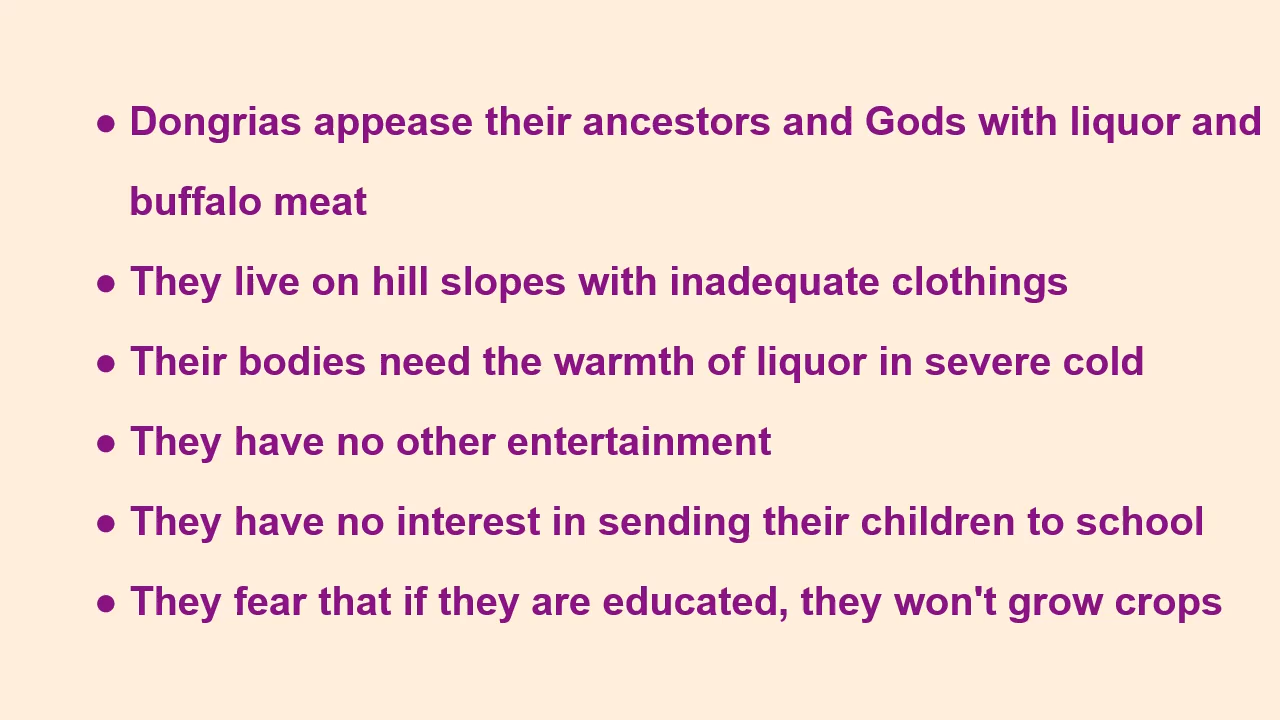 ● Dongrias appease their ancestors and Gods with liquor and
buffalo meat
● They live on hill slopes with inadequate clothings
● Their bodies need the warmth of liquor in severe cold
● They have no other entertainment
● They have no interest in sending their children to school
● They fear that if they are educated, they won't grow crops